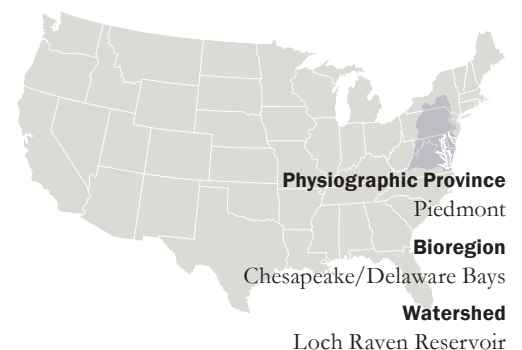 Physiographic Province
Piedmont
Bioregion
Chesapeake/Delaware Bays
Watershed
Loch Raven Reservoir